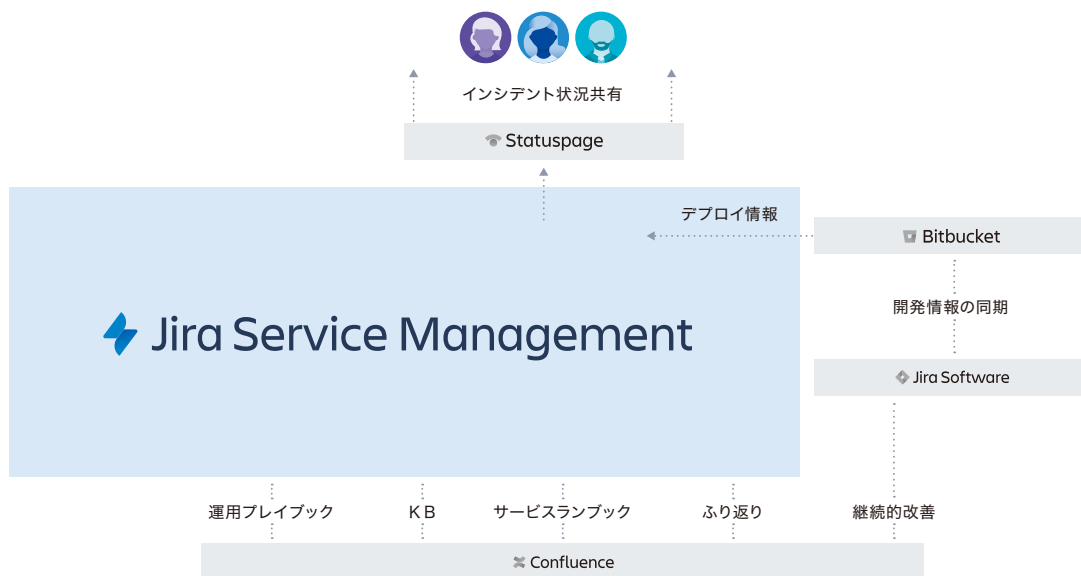 インシデント状況共有
Statuspage
デプロイ情報
Bitbucket
開発情報の同期
Jira Service Management
Jira Software
運用プレイブック
ＫＢ
サービスランブック
ふり返り
継続的改善
Confluence